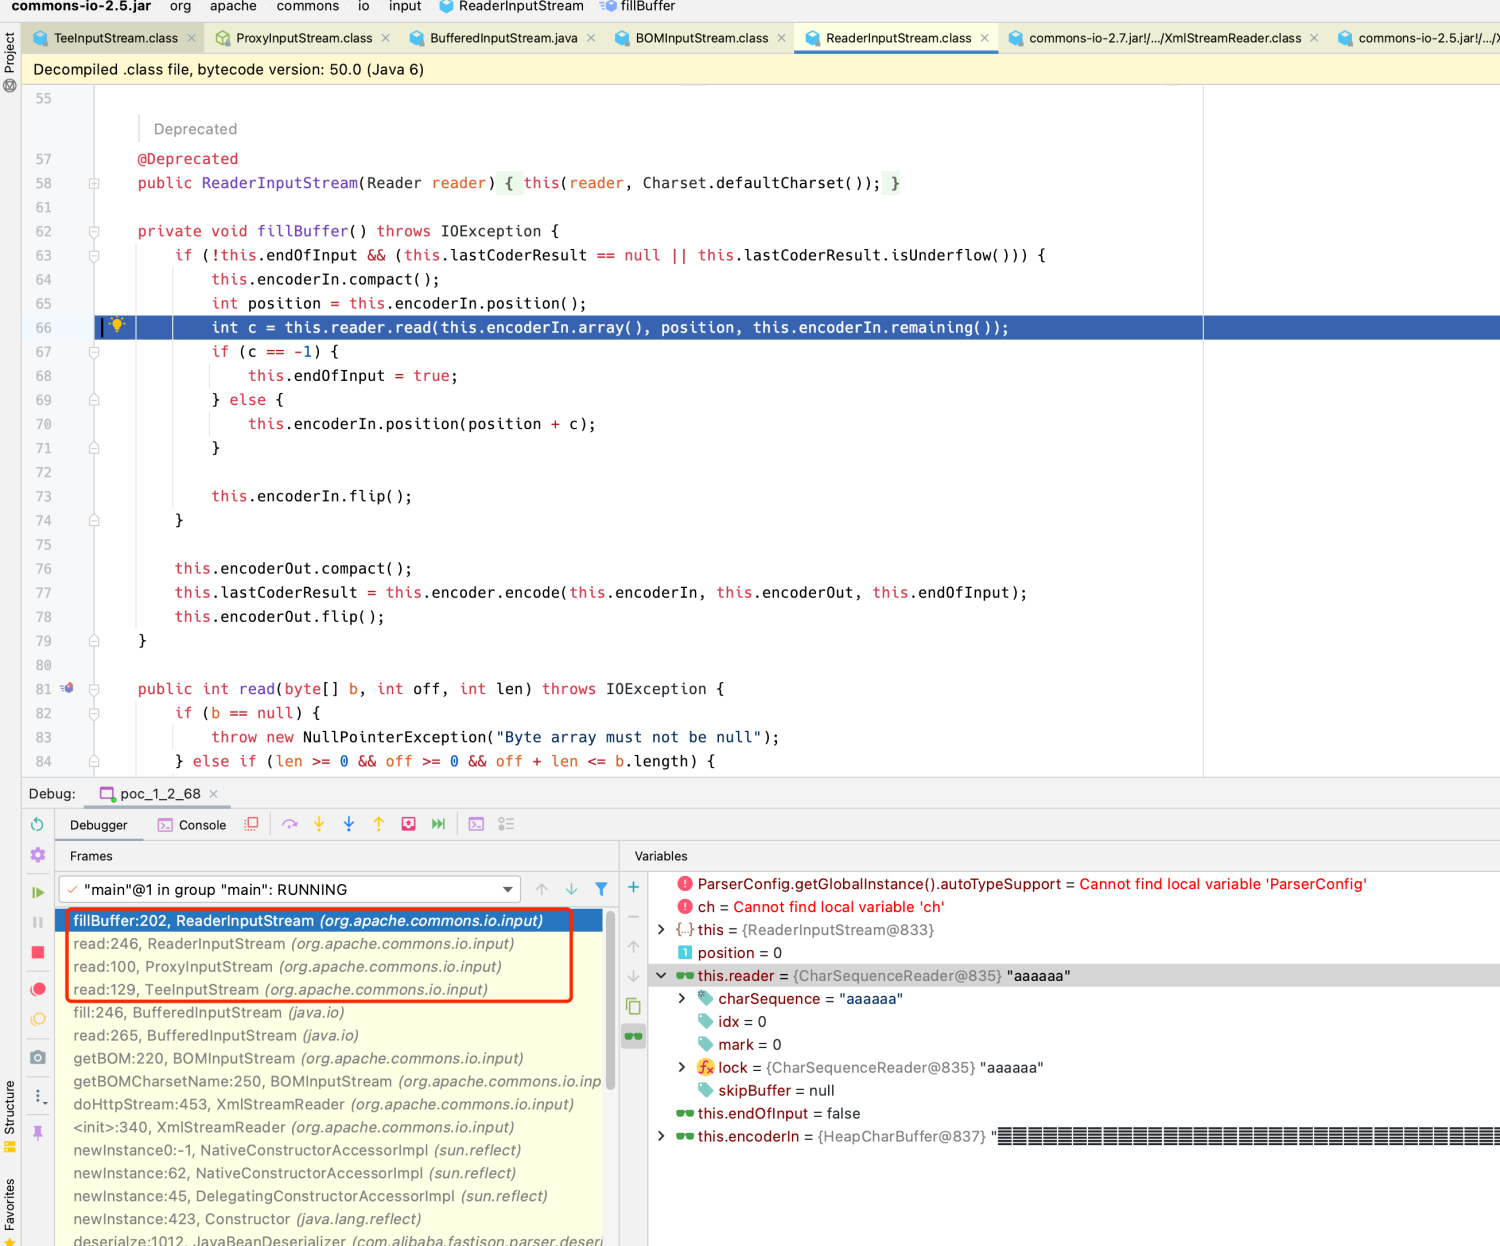 commons-io-2.5.jar org apache commons io input ReaderInputStream fillBuffer
TeeInputStream.class ProxyInputStream.class BufferedInputStream.java BOMInputStream.class ReaderInputStream.class commons-io-2.7.jar!/.../XmlStreamReader.class commons-io-2.5.jar!/.../X
Project
Decompiled .class file, bytecode version: 50.0 (Java 6)
55
Deprecated
57 @Deprecated
58 public ReaderInputStream(Reader reader) { this(reader, Charset.defaultCharset()); }
61
62 private void fillBuffer() throws IOException {
63 if (!this.endOfInput && (this.lastCoderResult == null || this.lastCoderResult.isUnderflow())) {
64 this.encoderIn.compact();
65 int position = this.encoderIn.position();
66 int c = this.reader.read(this.encoderIn.array(), position, this.encoderIn.remaining());
67 if (c == -1) {
68 this.endOfInput = true;
69 } else {
70 this.encoderIn.position(position + c);
71 }
72
73 this.encoderIn.flip();
74 }
75
76 this.encoderOut.compact();
77 this.lastCoderResult = this.encoder.encode(this.encoderIn, this.encoderOut, this.endOfInput);
78 this.encoderOut.flip();
79 }
80
81 public int read(byte[] b, int off, int len) throws IOException {
82 if (b == null) {
83 throw new NullPointerException("Byte array must not be null");
84 } else if (len >= 0 && off >= 0 && off + len <= b.length) {
Debug: poc_1_2_68
Debugger Console
Frames
"main"@1 in group "main": RUNNING
fillBuffer:202, ReaderInputStream (org.apache.commons.io.input)
read:246, ReaderInputStream (org.apache.commons.io.input)
read:100, ProxyInputStream (org.apache.commons.io.input)
read:129, TeeInputStream (org.apache.commons.io.input)
fill:246, BufferedInputStream (java.io)
read:265, BufferedInputStream (java.io)
getBOM:220, BOMInputStream (org.apache.commons.io.input)
getBOMCharsetName:250, BOMInputStream (org.apache.commons.io.inp
doHttpStream:453, XmlStreamReader (org.apache.commons.io.input)
<init>:340, XmlStreamReader (org.apache.commons.io.input)
newInstance0:-1, NativeConstructorAccessorImpl (sun.reflect)
newInstance:62, NativeConstructorAccessorImpl (sun.reflect)
newInstance:45, DelegatingConstructorAccessorImpl (sun.reflect)
newInstance:423, Constructor (java.lang.reflect)
deserialze:1012, JavaBeanDeserializer (com.alibaba.fastjson.parser.deseri
Variables
ParserConfig.getGlobalInstance().autoTypeSupport = Cannot find local variable 'ParserConfig'
ch = Cannot find local variable 'ch'
this = {ReaderInputStream@833}
position = 0
this.reader = {CharSequenceReader@835} "aaaaaa"
charSequence = "aaaaaa"
idx = 0
mark = 0
lock = {CharSequenceReader@835} "aaaaaa"
skipBuffer = null
this.endOfInput = false
this.encoderIn = {HeapCharBuffer@837} "
Structure
Favorites